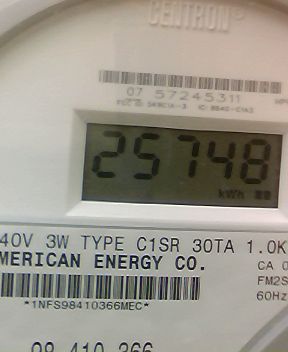 CENTRON®
07 57245311
25748
kWh
40V 3W TYPE C1SR 30TA 1.0K
MERICAN ENERGY CO.
CA 0
FM2S
60Hz
*1NFS98410366MEC*
98 410 366